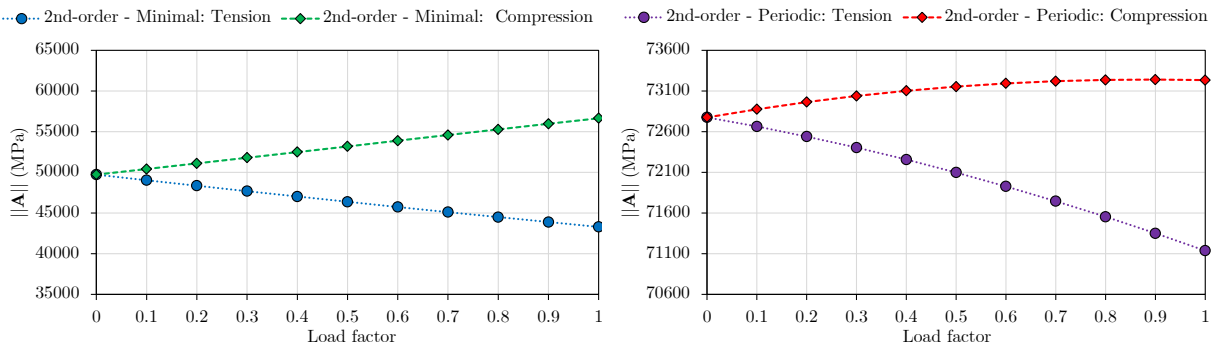 2nd-order - Minimal: Tension
2nd-order - Minimal: Compression
65000
60000
55000
50000
45000
40000
35000
||A|| (MPa)
0 0.1 0.2 0.3 0.4 0.5 0.6 0.7 0.8 0.9 1
Load factor
2nd-order - Periodic: Tension
2nd-order - Periodic: Compression
73600
73100
72600
72100
71600
71100
70600
||A|| (MPa)
0 0.1 0.2 0.3 0.4 0.5 0.6 0.7 0.8 0.9 1
Load factor